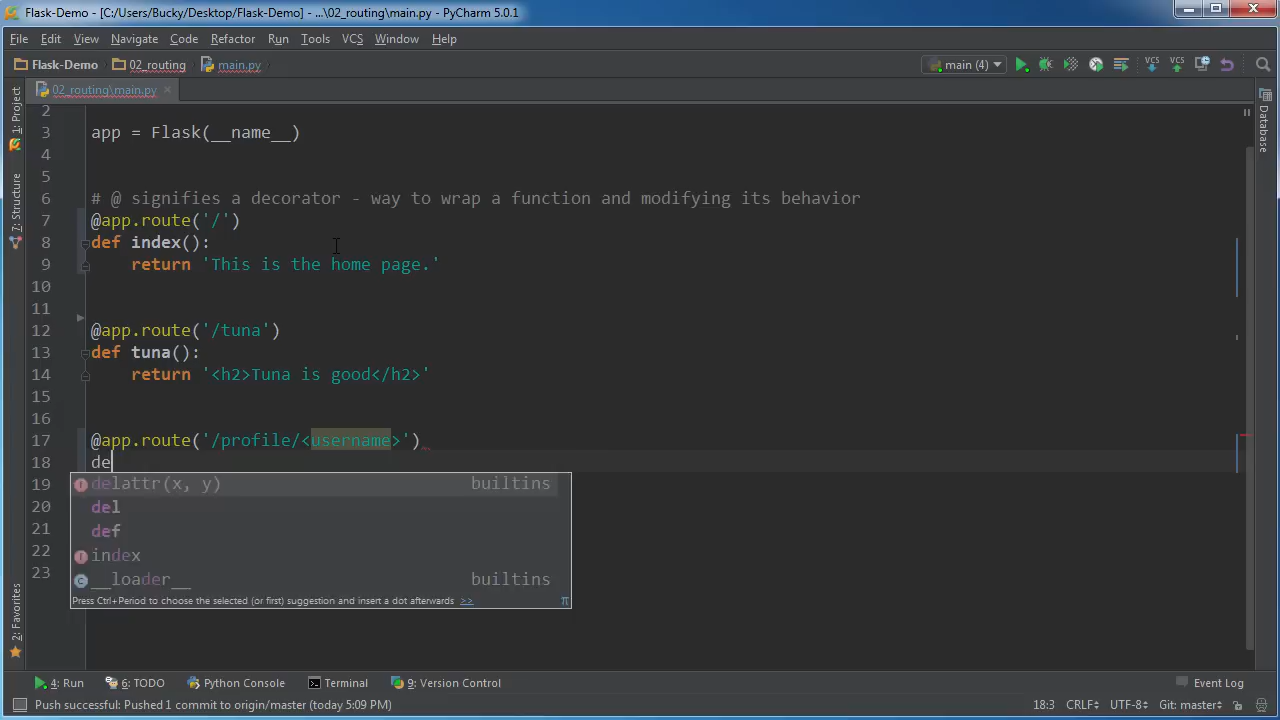 Flask-Demo - [C:/Users/Bucky/Desktop/Flask-Demo] - ...\02_routing\main.py - PyCharm 5.0.1
File Edit View Navigate Code Refactor Run Tools VCS Window Help
Flask-Demo 02_routing main.py main (4) VCS VCS
02_routing\main.py
1: Project
7: Structure
2: Favorites
Database
2
3 app = Flask(__name__)
4
5
6 # @ signifies a decorator - way to wrap a function and modifying its behavior
7 @app.route('/')
8 def index():
9 return 'This is the home page.'
10
11
12 @app.route('/tuna')
13 def tuna():
14 return '<h2>Tuna is good</h2>'
15
16
17 @app.route('/profile/<username>')
18 de
19 delattr(x, y) builtins
20 del
21 def
22 index
23 __loader__ builtins
Press Ctrl+Period to choose the selected (or first) suggestion and insert a dot afterwards >> π
4: Run 6: TODO Python Console Terminal 9: Version Control Event Log
Push successful: Pushed 1 commit to origin/master (today 5:09 PM) 18:3 CRLF UTF-8 Git: master